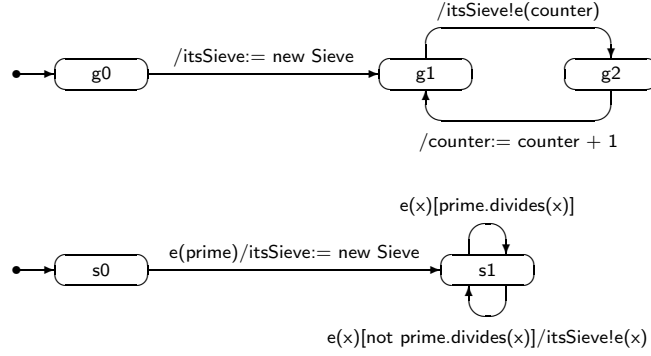 /itsSieve!e(counter)
/itsSieve:= new Sieve
g0
g1
g2
/counter:= counter + 1
e(x)[prime.divides(x)]
e(prime)/itsSieve:= new Sieve
s0
s1
e(x)[not prime.divides(x)]/itsSieve!e(x)